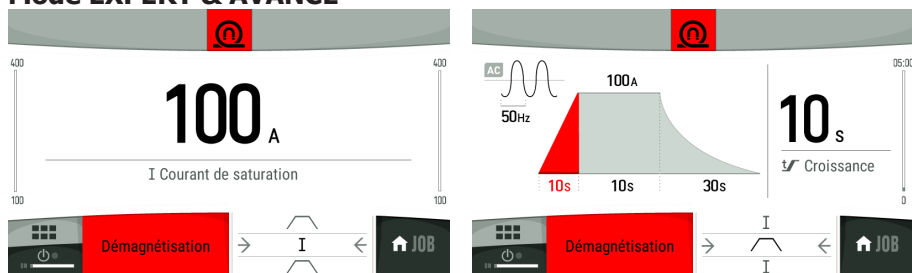 Mode EXPERT & AVANCÉ
400
400
100 A
I Courant de saturation
100
100
Démagnétisation
I
JOB
AC
50Hz
100A
10s
10s
30s
05:00
10 s
Croissance
0
Démagnétisation
I
I
JOB